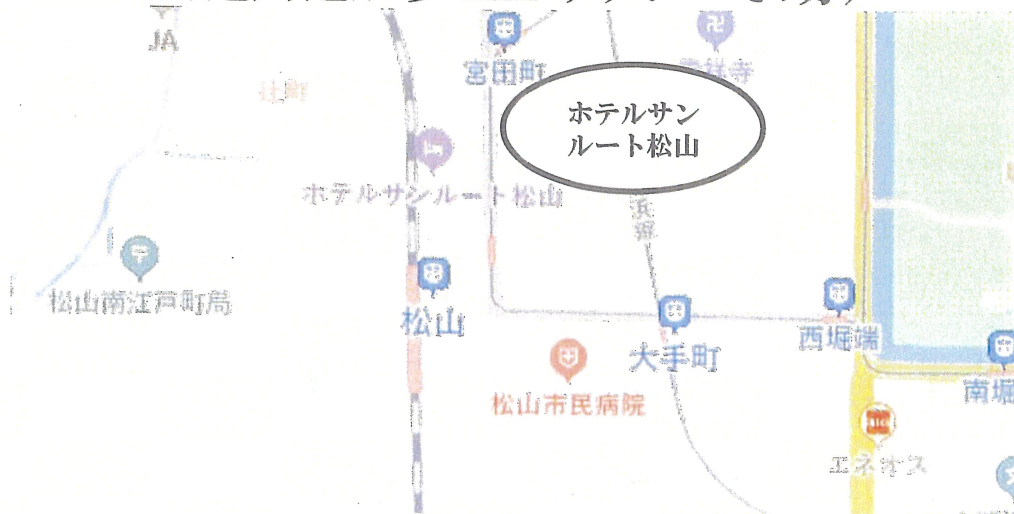 JA
宮田町
辻町
ホテルサン
ルート松山
ホテルサンルート松山
松山南江戸町局
松山
大手町
西堀端
松山市民病院
南堀
エネオス